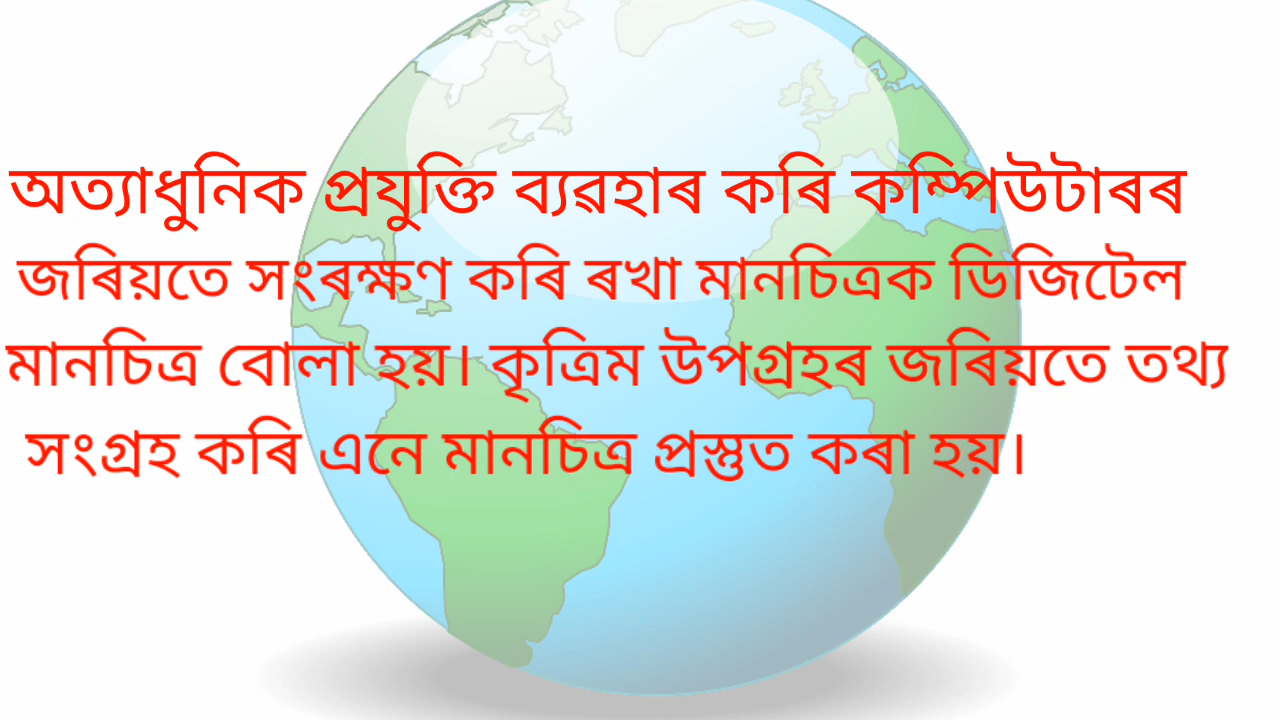 অত্যাধুনিক প্ৰযুক্তি ব্যৱহাৰ কৰি কম্পিউটাৰৰ
জৰিয়তে সংৰক্ষণ কৰি ৰখা মানচিত্ৰক ডিজিটেল
মানচিত্ৰ বোলা হয়। কৃত্ৰিম উপগ্ৰহৰ জৰিয়তে তথ্য
সংগ্ৰহ কৰি এনে মানচিত্ৰ প্ৰস্তুত কৰা হয়।